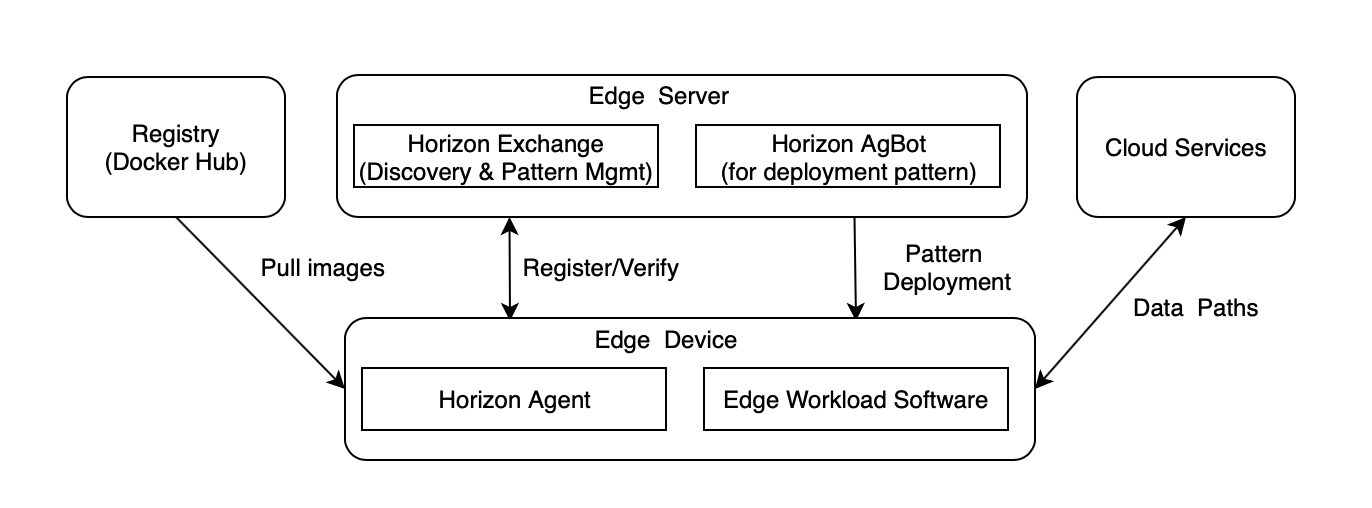 Edge Server
Registry
(Docker Hub)
Horizon Exchange
(Discovery & Pattern Mgmt)
Horizon AgBot
(for deployment pattern)
Cloud Services
Pull images
Register/Verify
Pattern
Deployment
Data Paths
Edge Device
Horizon Agent
Edge Workload Software